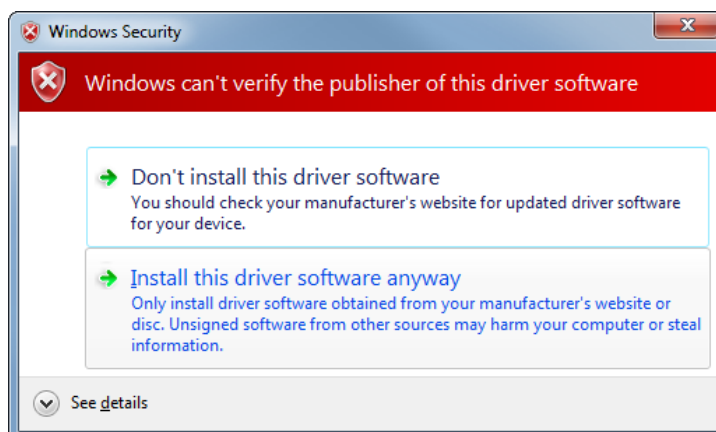 Windows Security
Windows can't verify the publisher of this driver software
Don't install this driver software
You should check your manufacturer's website for updated driver software
for your device.
Install this driver software anyway
Only install driver software obtained from your manufacturer's website or
disc. Unsigned software from other sources may harm your computer or steal
information.
See details